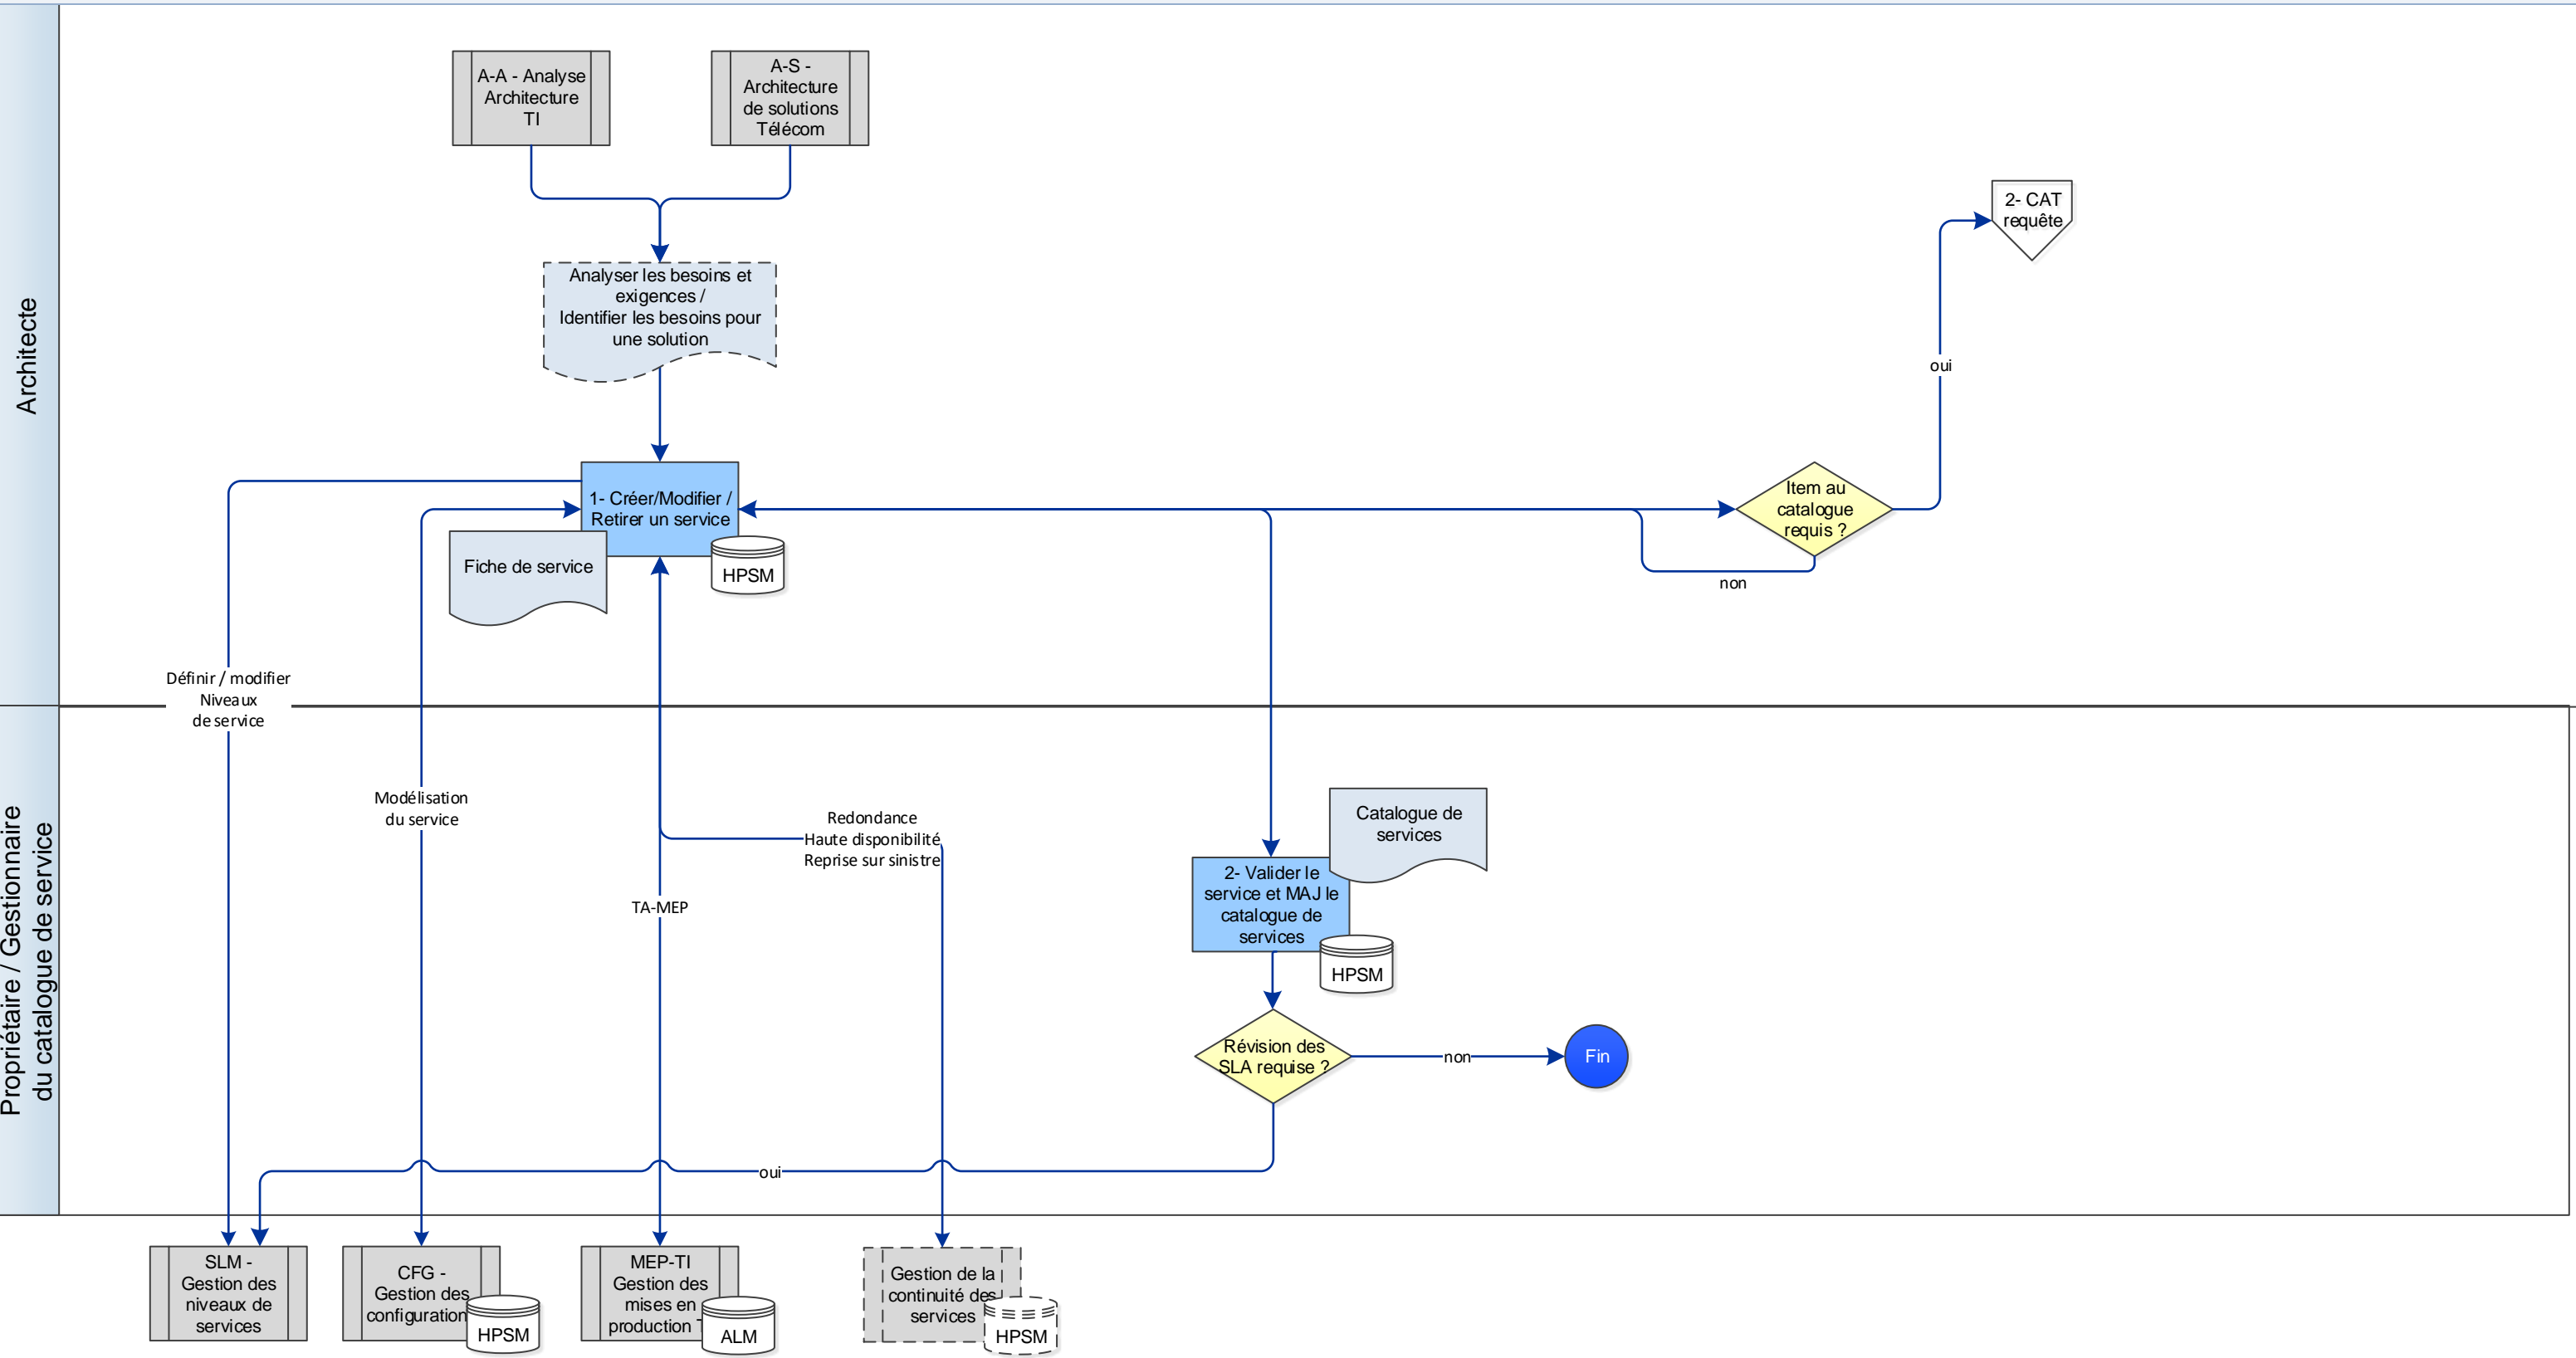 Architecte
A-A - Analyse
Architecture
TI
A-S -
Architecture
de solutions
Télécom
2- CAT
requête
Analyser les besoins et
exigences /
Identifier les besoins pour
une solution
oui
1- Créer/Modifier /
Retirer un service
Item au
catalogue
requis ?
Fiche de service
HPSM
non
Définir / modifier
Niveaux
de service
Propriétaire / Gestionnaire
du catalogue de service
Modélisation
du service
Redondance
Haute disponibilité
Reprise sur sinistre
Catalogue de
services
TA-MEP
2- Valider le
service et MAJ le
catalogue de
services
HPSM
Révision des
SLA requise ?
non
Fin
oui
SLM -
Gestion des
niveaux de
services
CFG -
Gestion des
configuration
HPSM
MEP-TI
Gestion des
mises en
production
ALM
Gestion de la
continuité des
services
HPSM